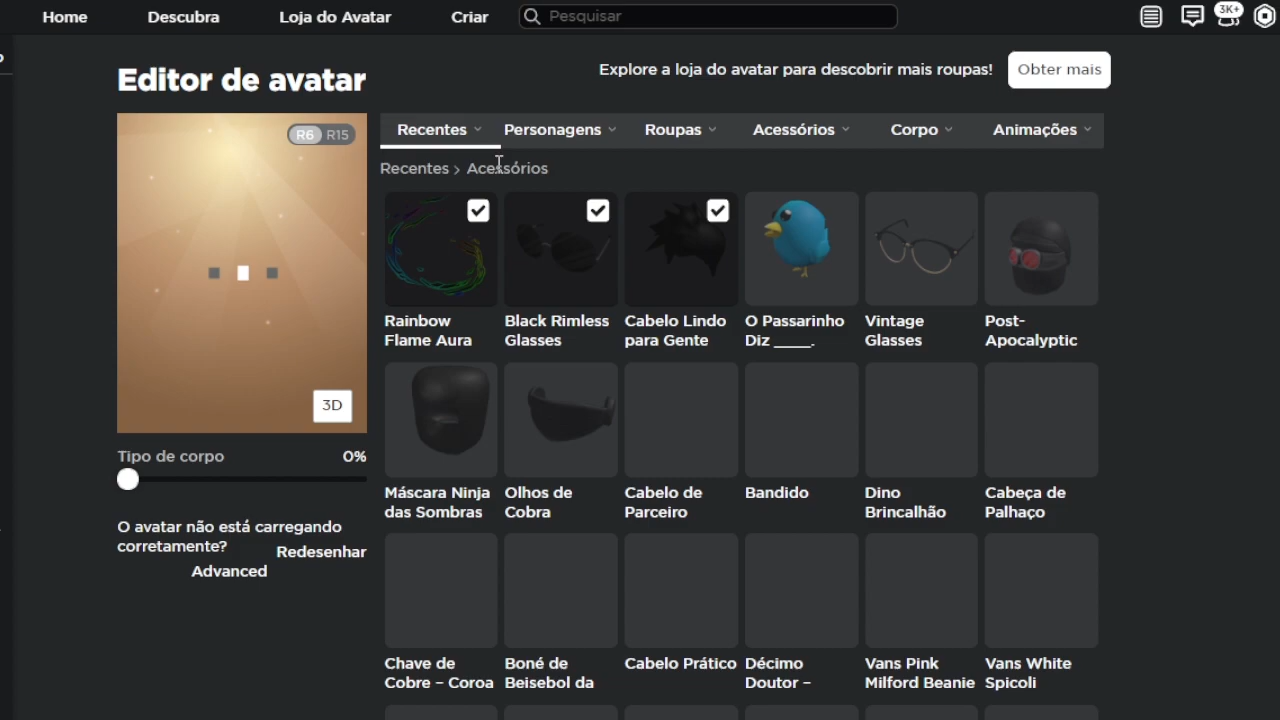 Home Descubra Loja do Avatar Criar Pesquisar 3K+
Editor de avatar
Explore a loja do avatar para descobrir mais roupas! Obter mais
R6 R15
3D
Tipo de corpo 0%
O avatar não está carregando
corretamente? Redesenhar
Advanced
Recentes Personagens Roupas Acessórios Corpo Animações
Recentes > Acessórios
Rainbow
Flame Aura
Black Rimless
Glasses
Cabelo Lindo
para Gente
O Passarinho
Diz ____.
Vintage
Glasses
Post-
Apocalyptic
Máscara Ninja
das Sombras
Olhos de
Cobra
Cabelo de
Parceiro
Bandido
Dino
Brincalhão
Cabeça de
Palhaço
Chave de
Cobre – Coroa
Boné de
Beisebol da
Cabelo Prático
Décimo
Doutor –
Vans Pink
Milford Beanie
Vans White
Spicoli